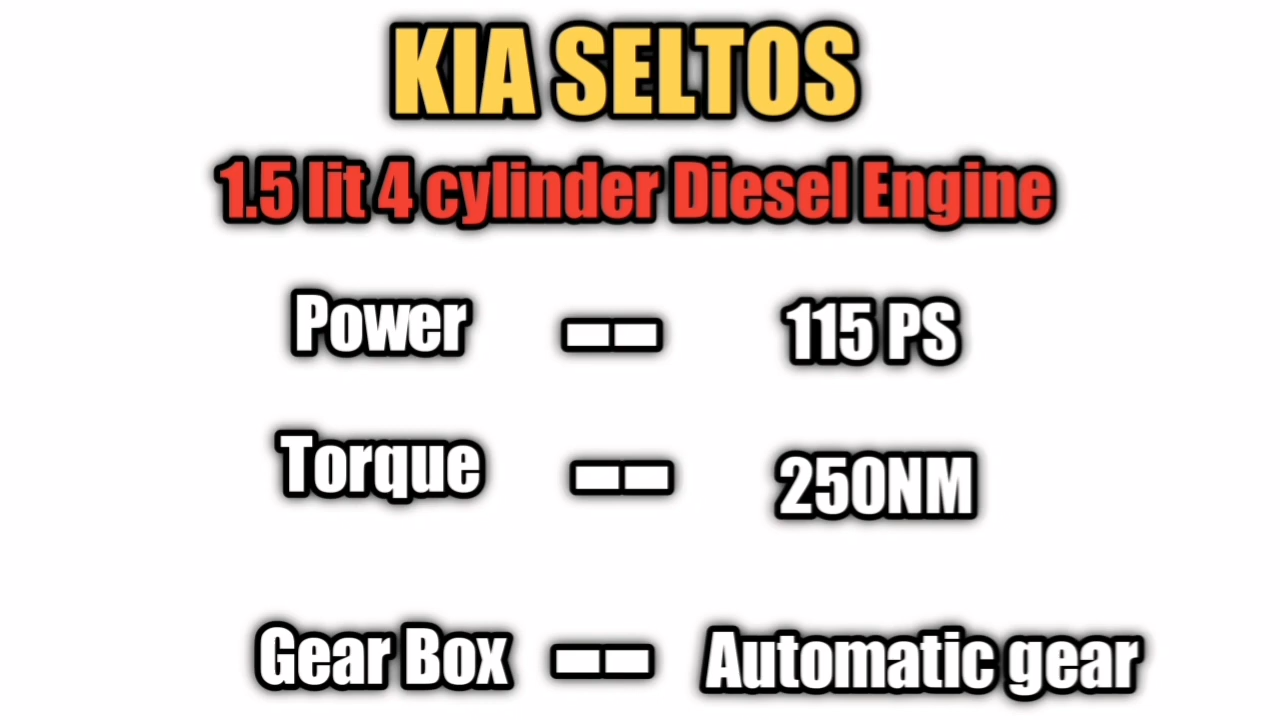 KIA SELTOS
1.5 lit 4 cylinder Diesel Engine
Power -- 115 PS
Torque -- 250NM
Gear Box -- Automatic gear